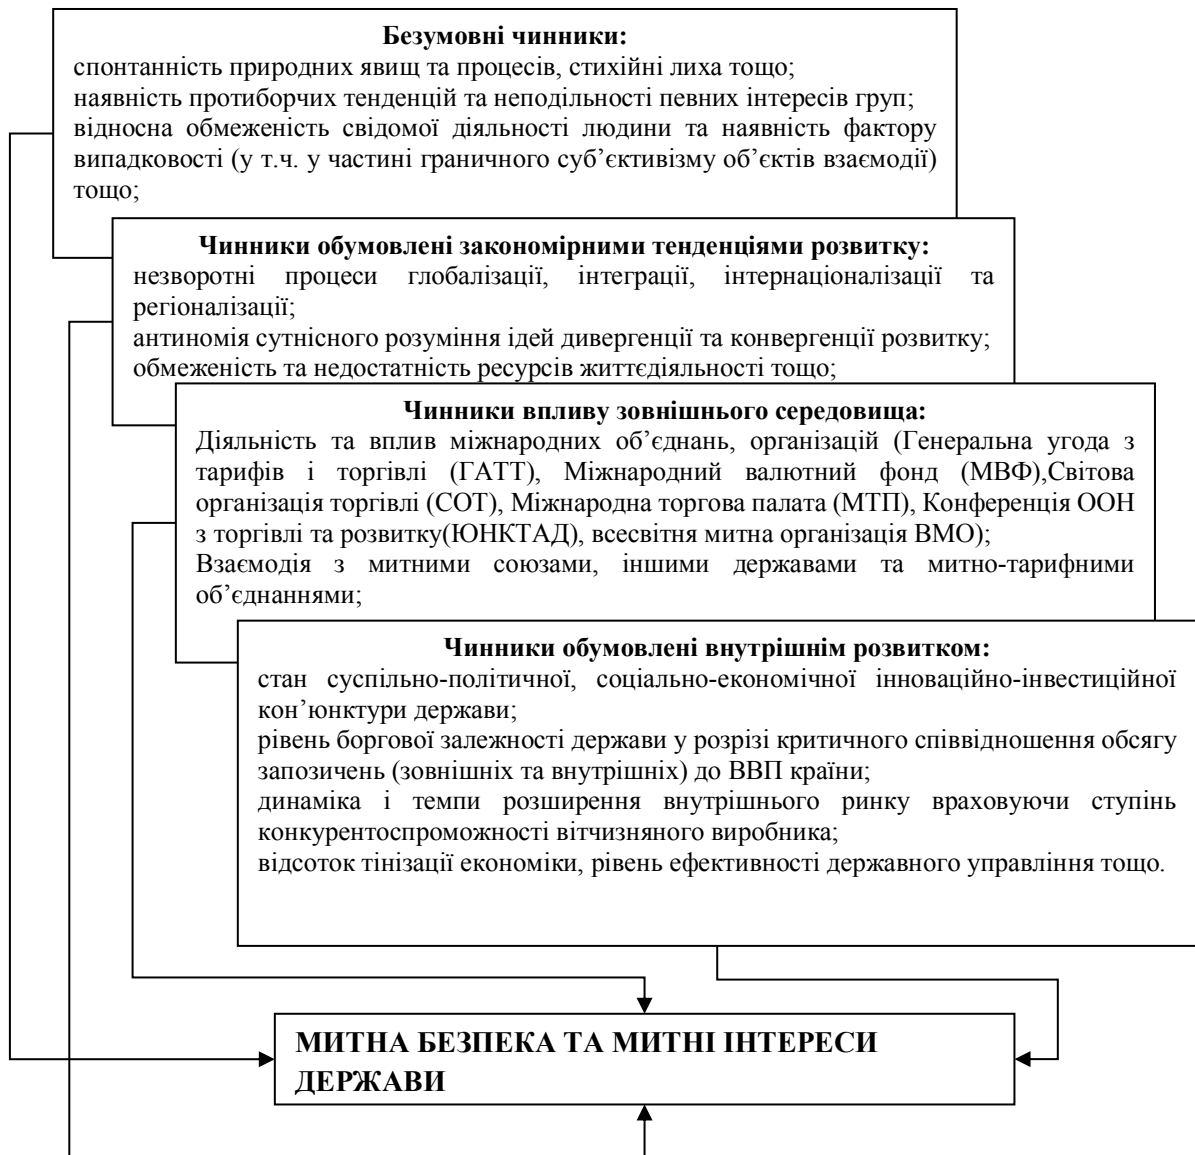 Безумовні чинники:
спонтанність природних явищ та процесів, стихійні лиха тощо;
наявність протиборчих тенденцій та неподільності певних інтересів груп;
відносна обмеженість свідомої діяльності людини та наявність фактору
випадковості (у т.ч. у частині граничного суб’єктивізму об’єктів взаємодії)
тощо;
Чинники обумовлені закономірними тенденціями розвитку:
незворотні процеси глобалізації, інтеграції, інтернаціоналізації та
регіоналізації;
антиномія сутнісного розуміння ідей дивергенції та конвергенції розвитку;
обмеженість та недостатність ресурсів життєдіяльності тощо;
Чинники впливу зовнішнього середовища:
Діяльність та вплив міжнародних об’єднань, організацій (Генеральна угода з
тарифів і торгівлі (ГАТТ), Міжнародний валютний фонд (МВФ),Світова
організація торгівлі (СОТ), Міжнародна торгова палата (МТП), Конференція ООН
з торгівлі та розвитку(ЮНКТАД), всесвітня митна організація ВМО);
Взаємодія з митними союзами, іншими державами та митно-тарифними
об’єднаннями;
Чинники обумовлені внутрішнім розвитком:
стан суспільно-політичної, соціально-економічної інноваційно-інвестиційної
кон’юнктури держави;
рівень боргової залежності держави у розрізі критичного співвідношення обсягу
запозичень (зовнішніх та внутрішніх) до ВВП країни;
динаміка і темпи розширення внутрішнього ринку враховуючи ступінь
конкурентоспроможності вітчизняного виробника;
відсоток тінізації економіки, рівень ефективності державного управління тощо.
МИТНА БЕЗПЕКА ТА МИТНІ ІНТЕРЕСИ
ДЕРЖАВИ